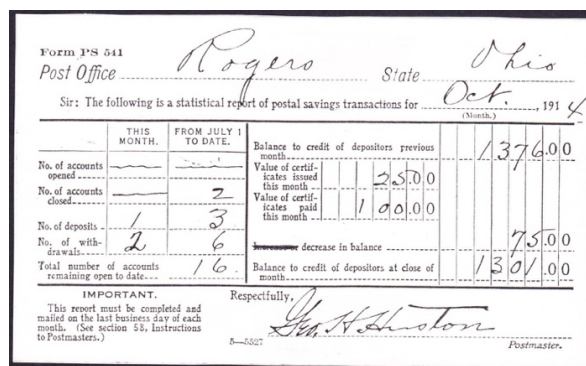 Form PS 541
Post Office Rogers State Ohio
Sir: The following is a statistical report of postal savings transactions for Oct., 1914
(Month.)
THIS MONTH. FROM JULY 1 TO DATE.
No. of accounts opened
No. of accounts closed 2
No. of deposits 1 3
No. of withdrawals 2 6
Total number of accounts remaining open to date 16
Balance to credit of depositors previous month 1376.00
Value of certificates issued this month 25.00
Value of certificates paid this month 100.00
Increase or decrease in balance 75.00
Balance to credit of depositors at close of month 1301.00
IMPORTANT.
This report must be completed and
mailed on the last business day of each
month. (See section 58, Instructions
to Postmasters.)
Respectfully,
Geo. H. Huston
5—5527
Postmaster.